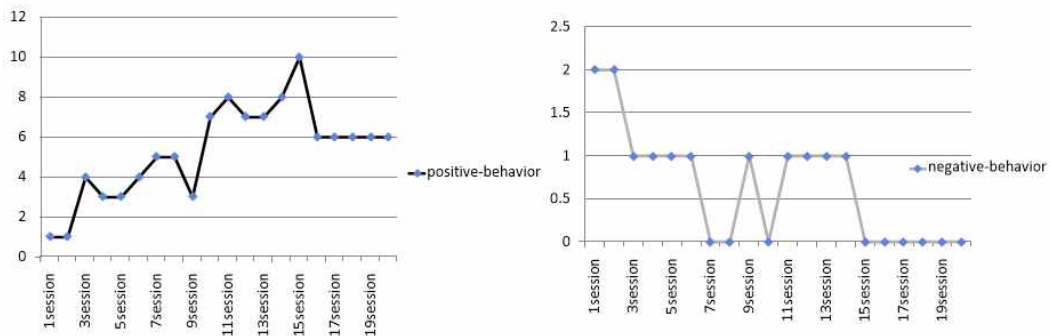 12
10
8
6
4
2
0
positive-behavior
1session
3session
5session
7session
9session
11session
13session
15session
17session
19session
2.5
2
1.5
1
0.5
0
negative-behavior
1session
3session
5session
7session
9session
11session
13session
15session
17session
19session